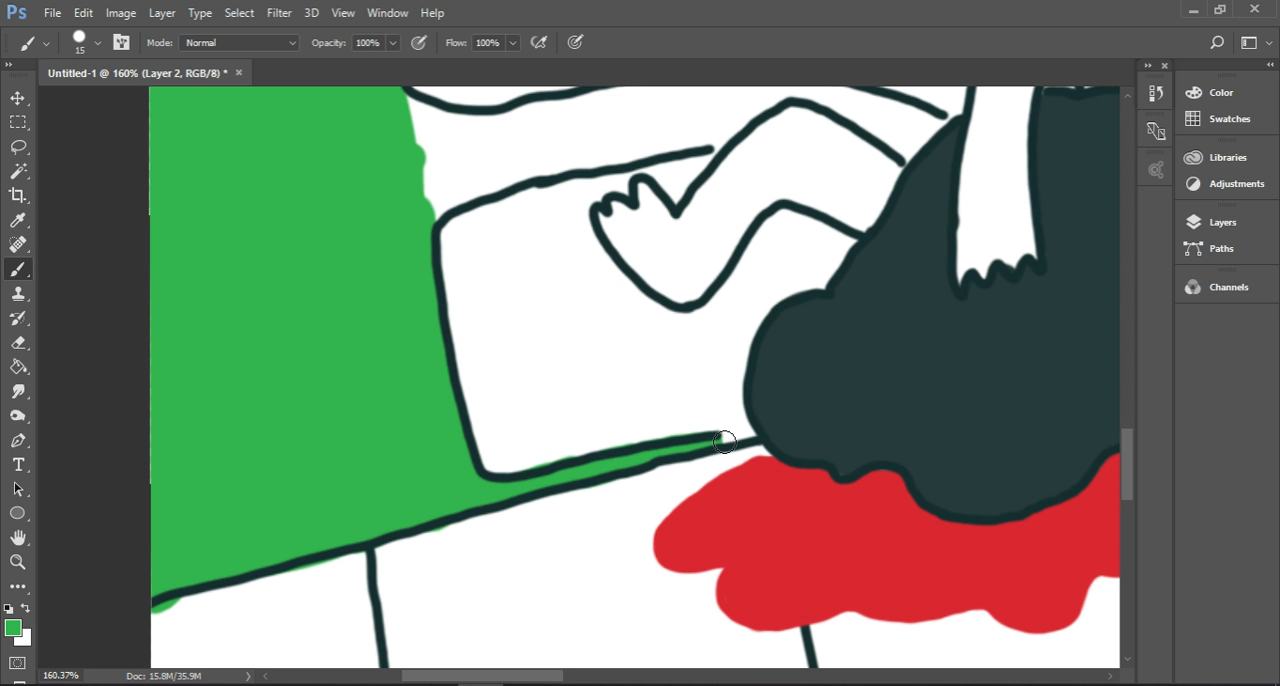 Ps File Edit Image Layer Type Select Filter 3D View Window Help
15 Mode: Normal Opacity: 100% Flow: 100%
Untitled-1 @ 160% (Layer 2, RGB/8) * ×
Color
Swatches
Libraries
Adjustments
Layers
Paths
Channels
160.37% Doc: 15.8M/35.9M